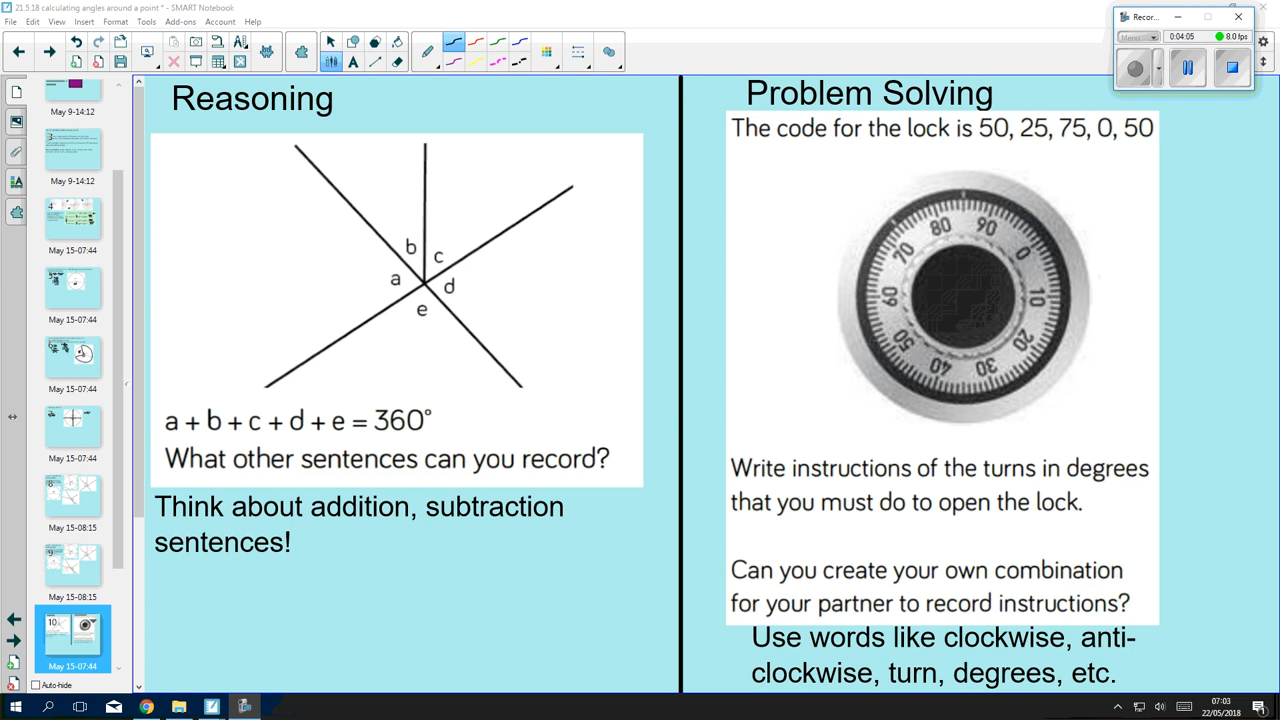 21.5.18 calculating angles around a point * - SMART Notebook
File Edit View Insert Format Tools Add-ons Account Help
Recor...
Menu
0:04:05
8.0 fps
May 9-14:12
May 9-14:12
4
May 15-07:44
May 15-07:44
May 15-07:44
May 15-07:44
8
May 15-08:15
9
May 15-08:15
10
May 15-07:44
Auto-hide
Reasoning
b
c
a
d
e
a + b + c + d + e = 360°
What other sentences can you record?
Think about addition, subtraction
sentences!
Problem Solving
The code for the lock is 50, 25, 75, 0, 50
80 90
70 0
60 10
50 20
40 30
Write instructions of the turns in degrees
that you must do to open the lock.
Can you create your own combination
for your partner to record instructions?
Use words like clockwise, anti-
clockwise, turn, degrees, etc.
07:03
22/05/2018